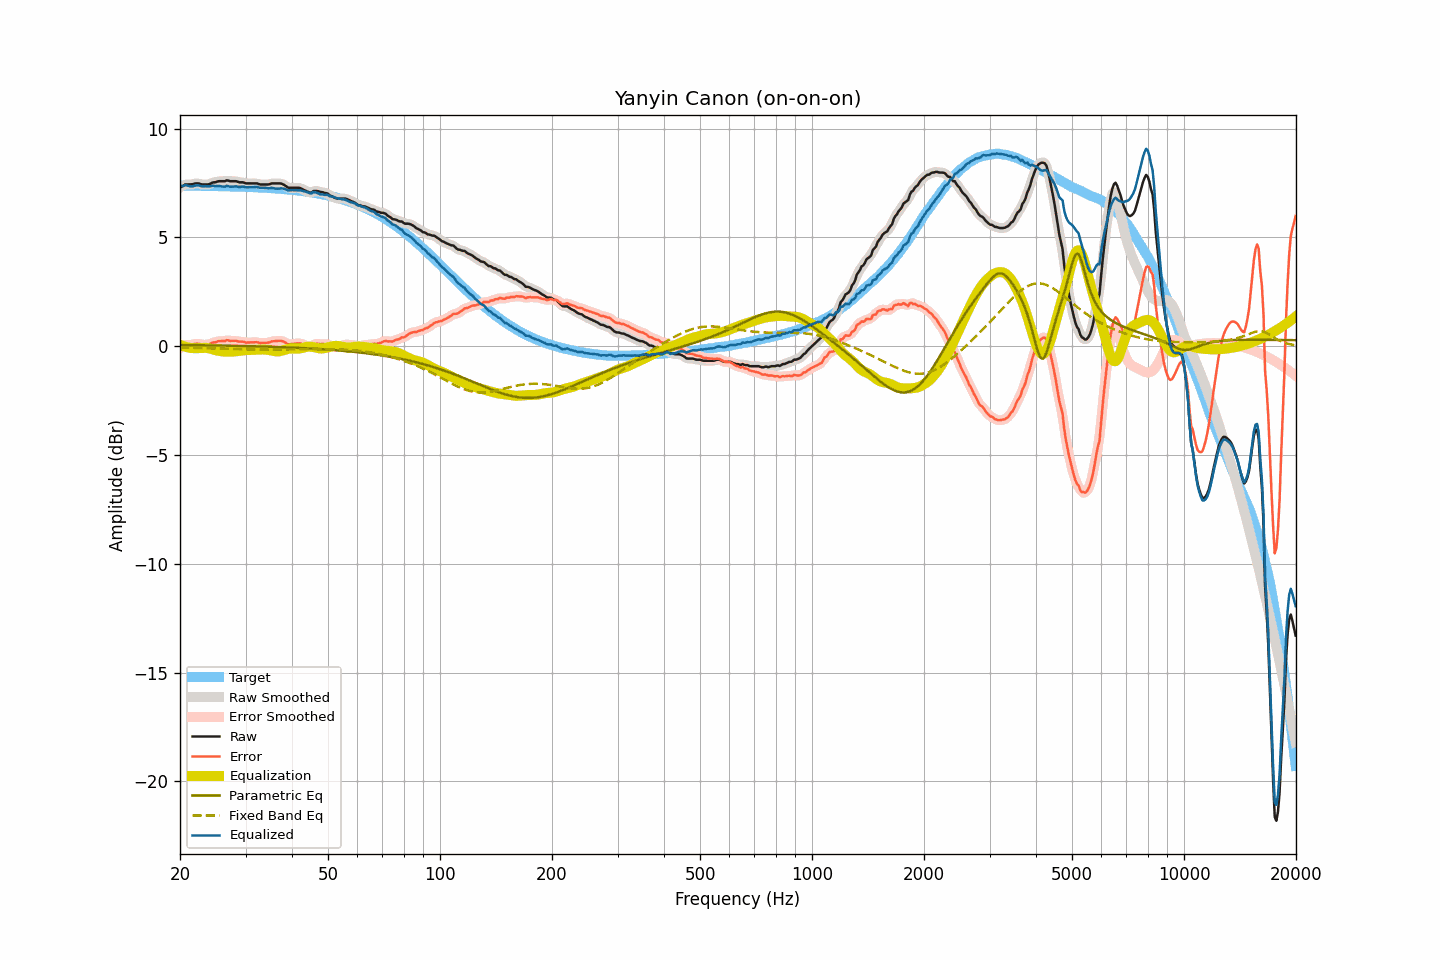 Yanyin Canon (on-on-on)
10
5
0
−5
−10
−15
−20
Amplitude (dBr)
Target
Raw Smoothed
Error Smoothed
Raw
Error
Equalization
Parametric Eq
Fixed Band Eq
Equalized
20 50 100 200 500 1000 2000 5000 10000 20000
Frequency (Hz)